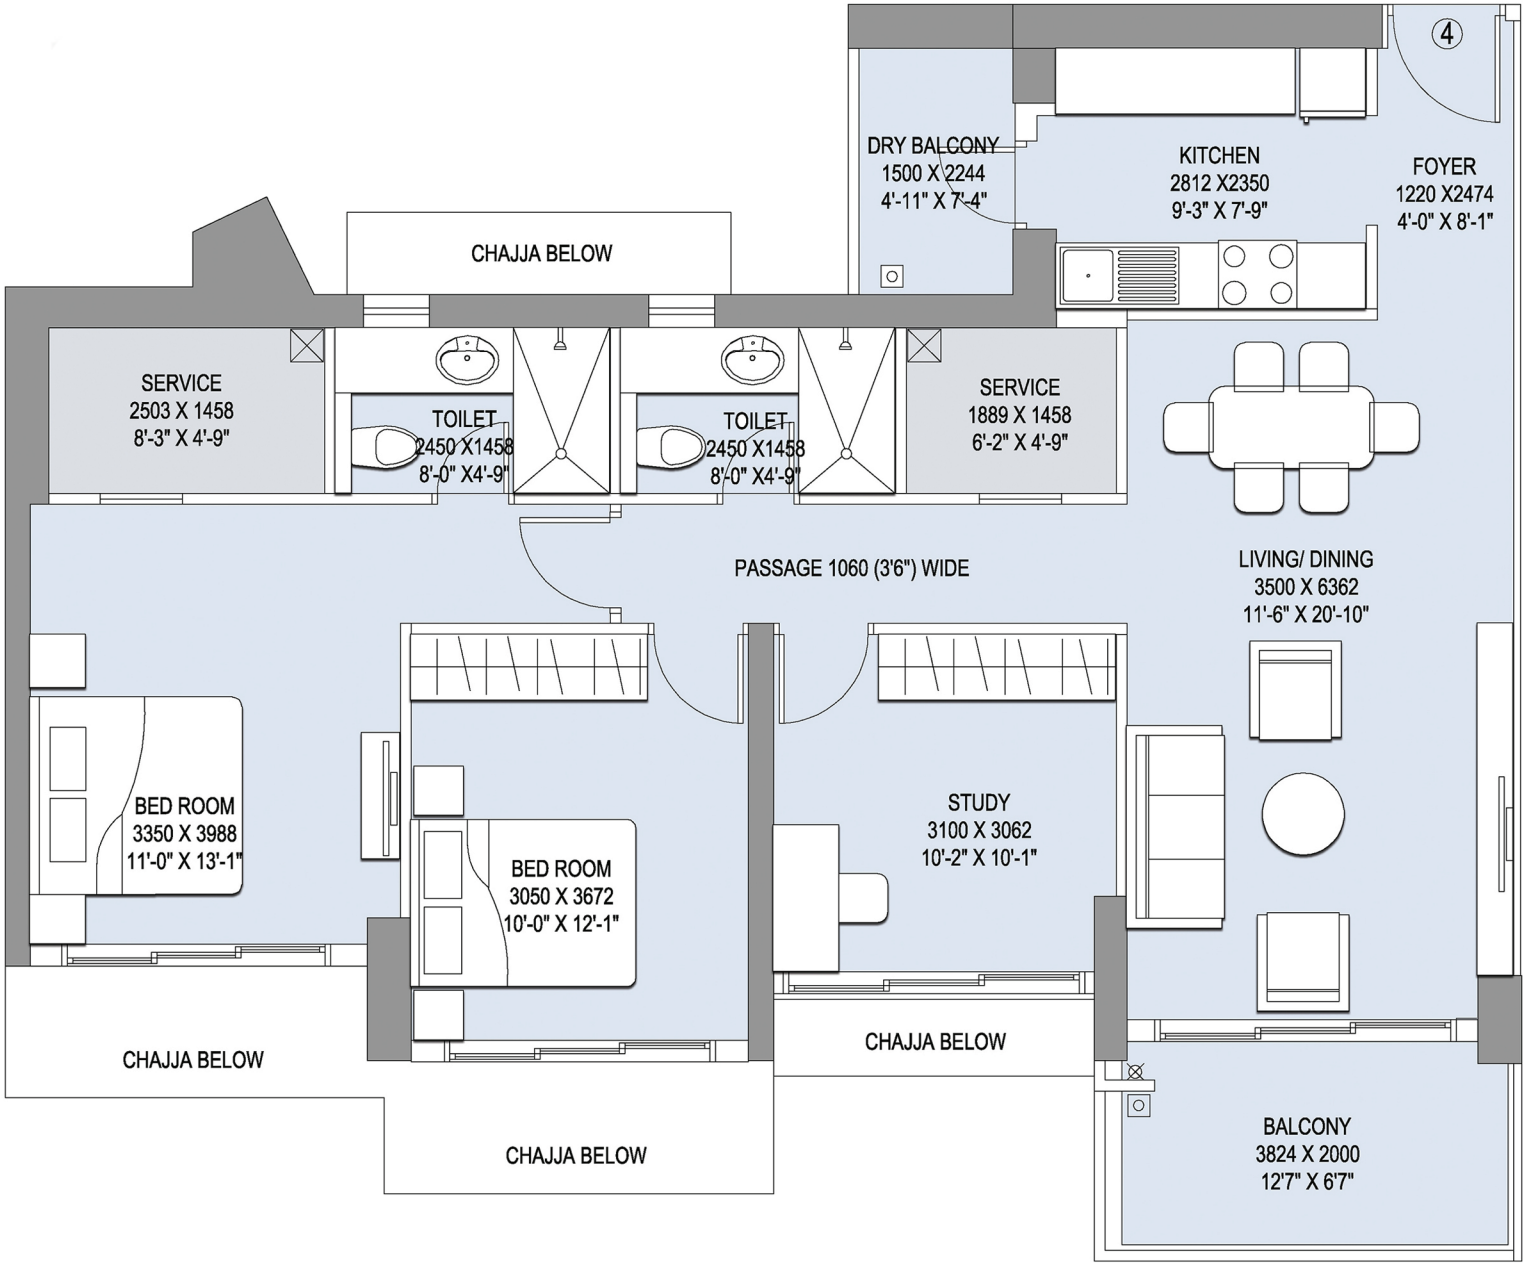 4
DRY BALCONY
1500 X 2244
4'-11" X 7'-4"
KITCHEN
2812 X2350
9'-3" X 7'-9"
FOYER
1220 X2474
4'-0" X 8'-1"
CHAJJA BELOW
SERVICE
2503 X 1458
8'-3" X 4'-9"
TOILET
2450 X1458
8'-0" X4'-9"
TOILET
2450 X1458
8'-0" X4'-9"
SERVICE
1889 X 1458
6'-2" X 4'-9"
PASSAGE 1060 (3'6") WIDE
LIVING/ DINING
3500 X 6362
11'-6" X 20'-10"
BED ROOM
3350 X 3988
11'-0" X 13'-1"
BED ROOM
3050 X 3672
10'-0" X 12'-1"
STUDY
3100 X 3062
10'-2" X 10'-1"
CHAJJA BELOW
CHAJJA BELOW
CHAJJA BELOW
BALCONY
3824 X 2000
12'7" X 6'7"